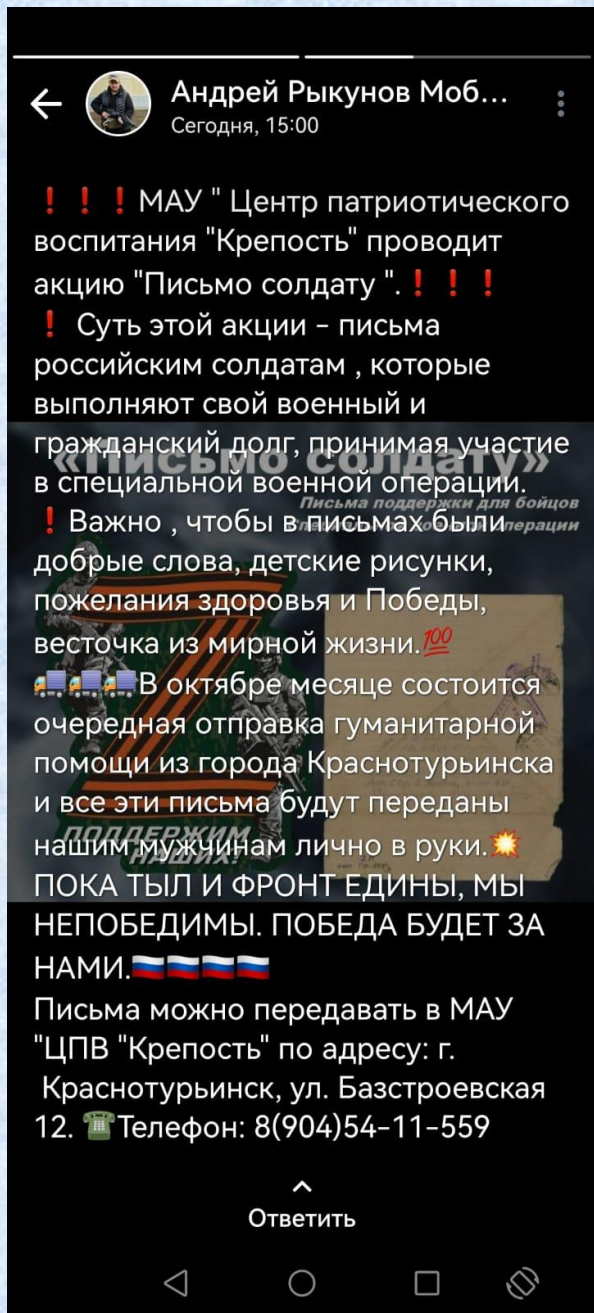 Андрей Рыкунов Моб...
Сегодня, 15:00
❗❗❗МАУ " Центр патриотического
воспитания "Крепость" проводит
акцию "Письмо солдату ".❗❗❗
❗ Суть этой акции – письма
российским солдатам , которые
выполняют свой военный и
гражданский долг, принимая участие
«Письмо солдату»
в специальной военной операции.
Письма поддержки для бойцов
❗ Важно , чтобы в письмах были
операции
добрые слова, детские рисунки,
пожелания здоровья и Победы,
весточка из мирной жизни.💯
🚛🚛🚛В октябре месяце состоится
очередная отправка гуманитарной
помощи из города Краснотурьинска
и все эти письма будут переданы
ПОДДЕРЖИМ
нашим мужчинам лично в руки.💥
НАШИХ!
ПОКА ТЫЛ И ФРОНТ ЕДИНЫ, МЫ
НЕПОБЕДИМЫ. ПОБЕДА БУДЕТ ЗА
НАМИ.🇷🇺🇷🇺🇷🇺🇷🇺
Письма можно передавать в МАУ
"ЦПВ "Крепость" по адресу: г.
Краснотурьинск, ул. Базстроевская
12. ☎Телефон: 8(904)54-11-559
Ответить